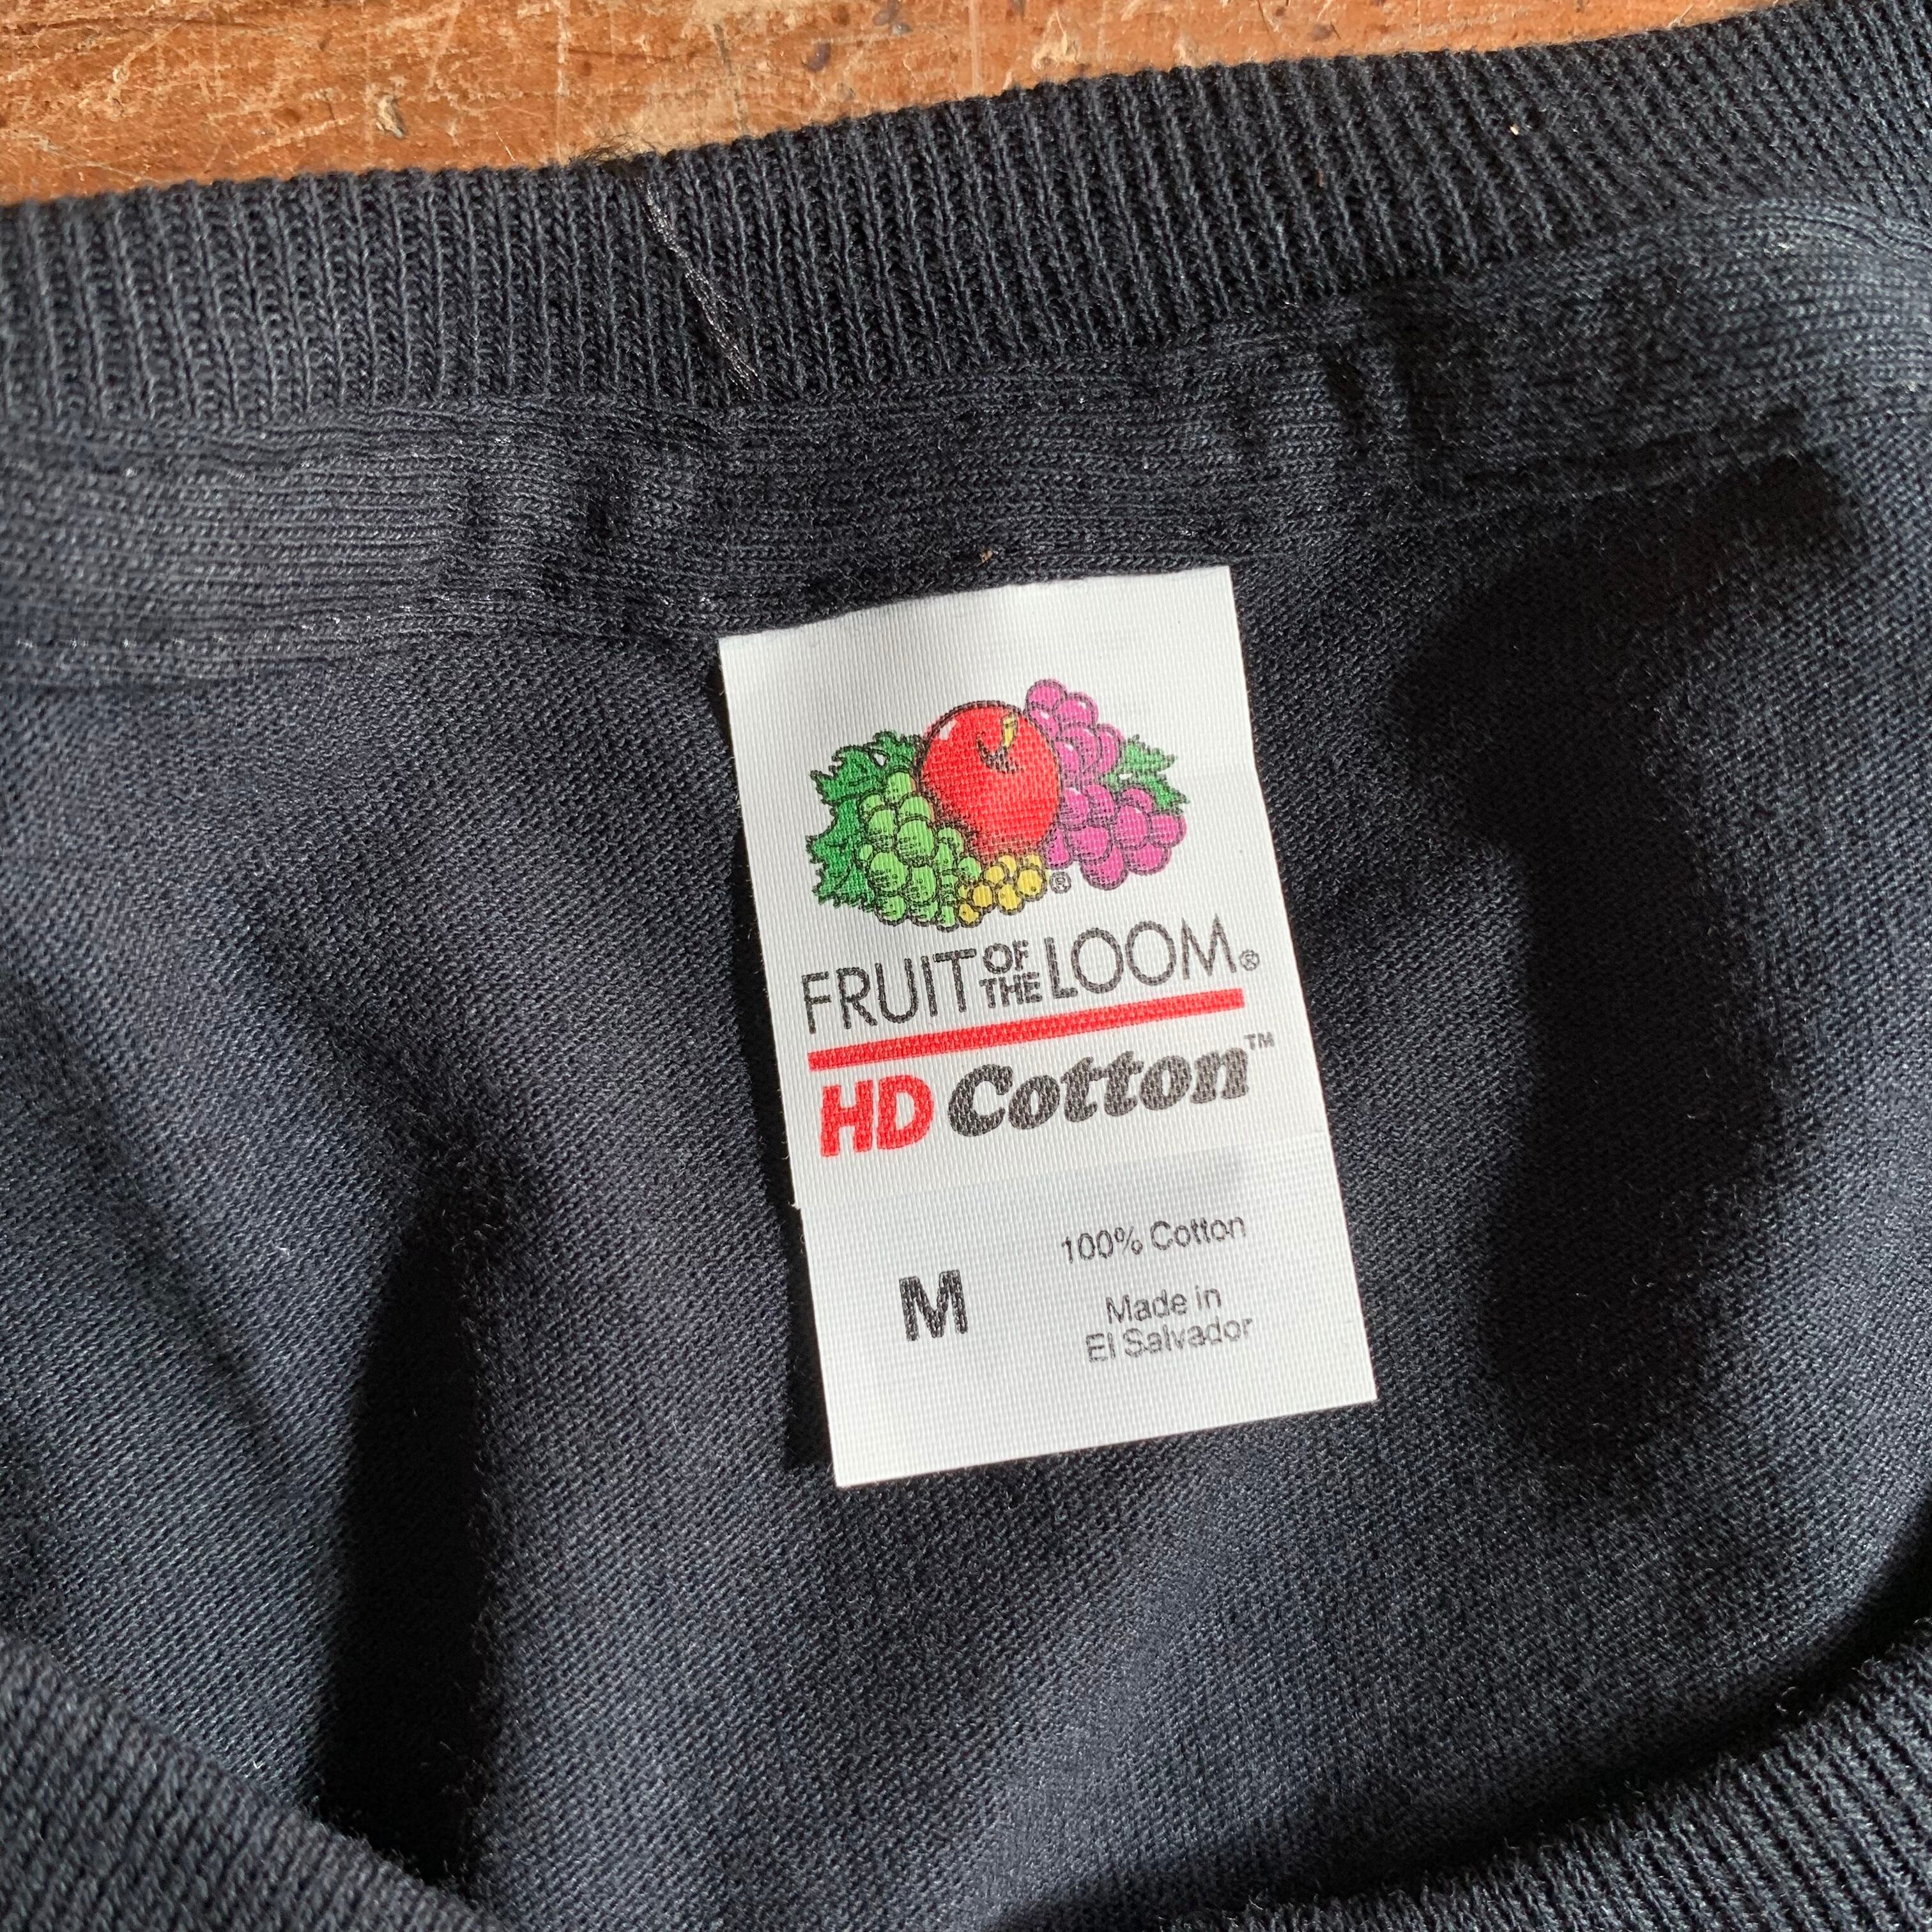 ®
FRUIT OF THE LOOM®
HD Cotton™
M
100% Cotton
Made in
El Salvador